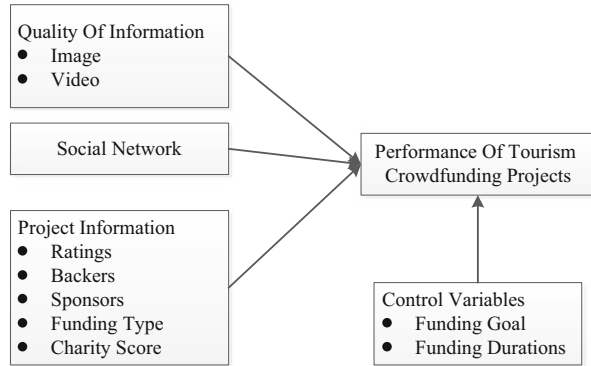 Quality Of Information
● Image
● Video
Social Network
Project Information
● Ratings
● Backers
● Sponsors
● Funding Type
● Charity Score
Performance Of Tourism
Crowdfunding Projects
Control Variables
● Funding Goal
● Funding Durations